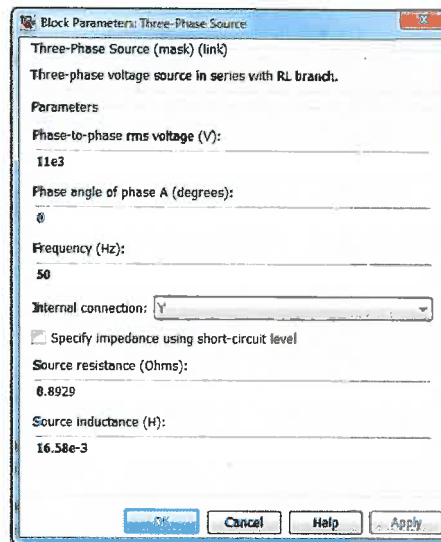 Block Parameters: Three-Phase Source
Three-Phase Source (mask) (link)
Three-phase voltage source in series with RL branch.
Parameters
Phase-to-phase rms voltage (V):
11e3
Phase angle of phase A (degrees):
0
Frequency (Hz):
50
Internal connection: Y
Specify impedance using short-circuit level
Source resistance (Ohms):
0.8929
Source inductance (H):
16.58e-3
OK Cancel Help Apply